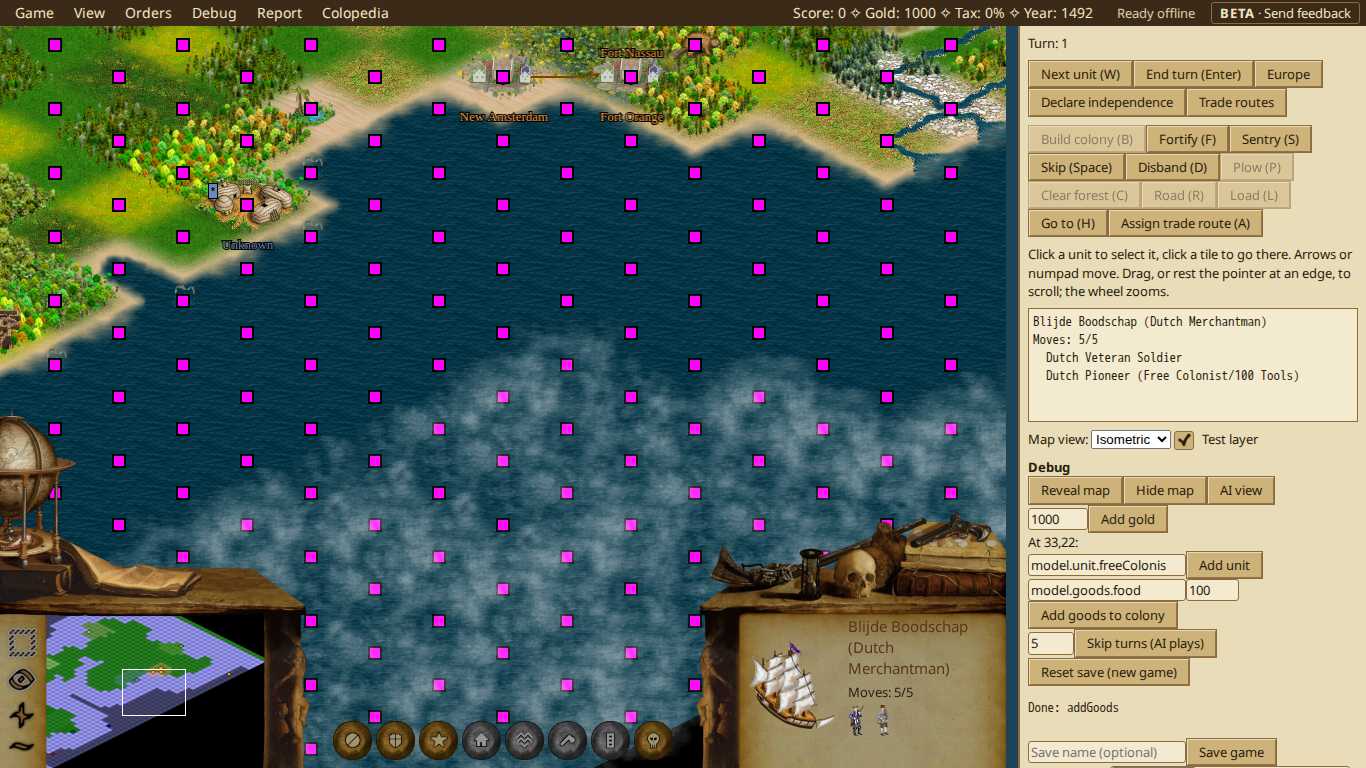 Game View Orders Debug Report Colopedia Score: 0 ✧ Gold: 1000 ✧ Tax: 0% ✧ Year: 1492 Ready offline BETA · Send feedback
Turn: 1
Next unit (W) End turn (Enter) Europe
Declare independence Trade routes
Build colony (B) Fortify (F) Sentry (S)
Skip (Space) Disband (D) Plow (P)
Clear forest (C) Road (R) Load (L)
Go to (H) Assign trade route (A)
Click a unit to select it, click a tile to go there. Arrows or
numpad move. Drag, or rest the pointer at an edge, to
scroll; the wheel zooms.
Blijde Boodschap (Dutch Merchantman)
Moves: 5/5
Dutch Veteran Soldier
Dutch Pioneer (Free Colonist/100 Tools)
Map view: Isometric Test layer
Debug
Reveal map Hide map AI view
1000 Add gold
At 33,22:
model.unit.freeColonis Add unit
model.goods.food 100
Add goods to colony
5 Skip turns (AI plays)
Reset save (new game)
Done: addGoods
Save name (optional) Save game
Fort Nassau
New Amsterdam
Fort Orange
Unknown
Blijde Boodschap
(Dutch
Merchantman)
Moves: 5/5